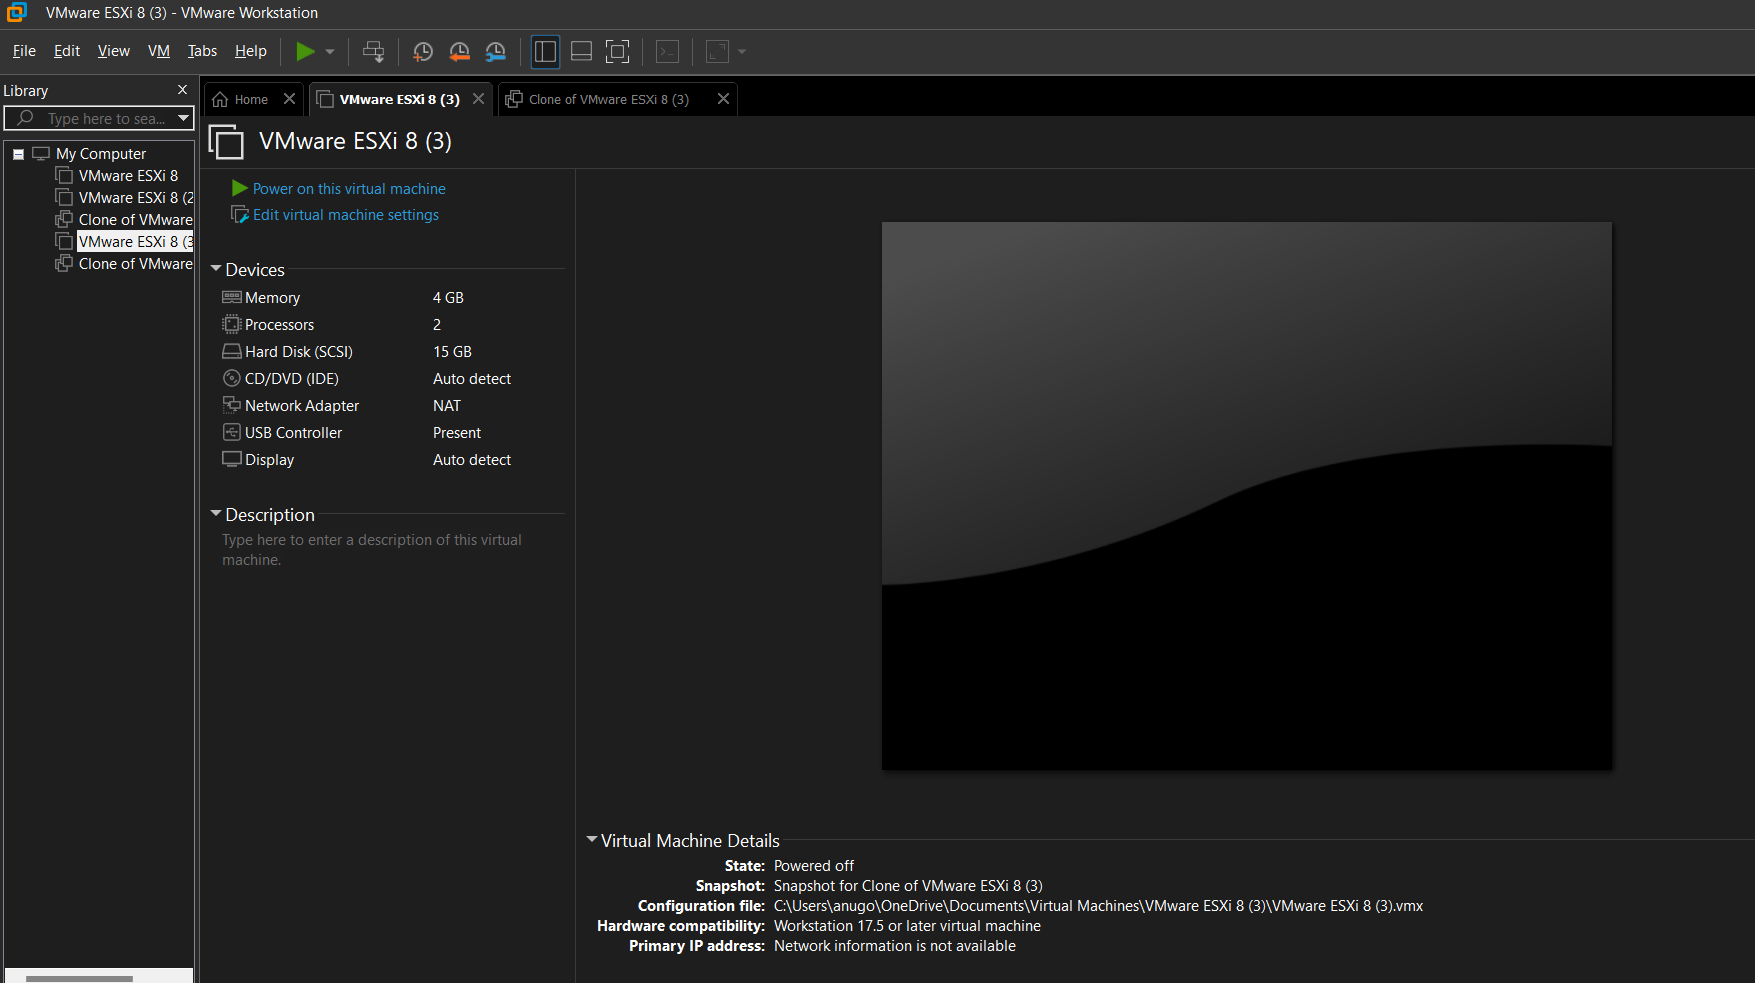 VMware ESXi 8 (3) - VMware Workstation
File Edit View VM Tabs Help
Library
Type here to sea...
My Computer
VMware ESXi 8
VMware ESXi 8 (2
Clone of VMware
VMware ESXi 8 (3
Clone of VMware
Home
VMware ESXi 8 (3)
Clone of VMware ESXi 8 (3)
VMware ESXi 8 (3)
Power on this virtual machine
Edit virtual machine settings
Devices
Memory 4 GB
Processors 2
Hard Disk (SCSI) 15 GB
CD/DVD (IDE) Auto detect
Network Adapter NAT
USB Controller Present
Display Auto detect
Description
Type here to enter a description of this virtual
machine.
Virtual Machine Details
State: Powered off
Snapshot: Snapshot for Clone of VMware ESXi 8 (3)
Configuration file: C:\Users\anugo\OneDrive\Documents\Virtual Machines\VMware ESXi 8 (3)\VMware ESXi 8 (3).vmx
Hardware compatibility: Workstation 17.5 or later virtual machine
Primary IP address: Network information is not available